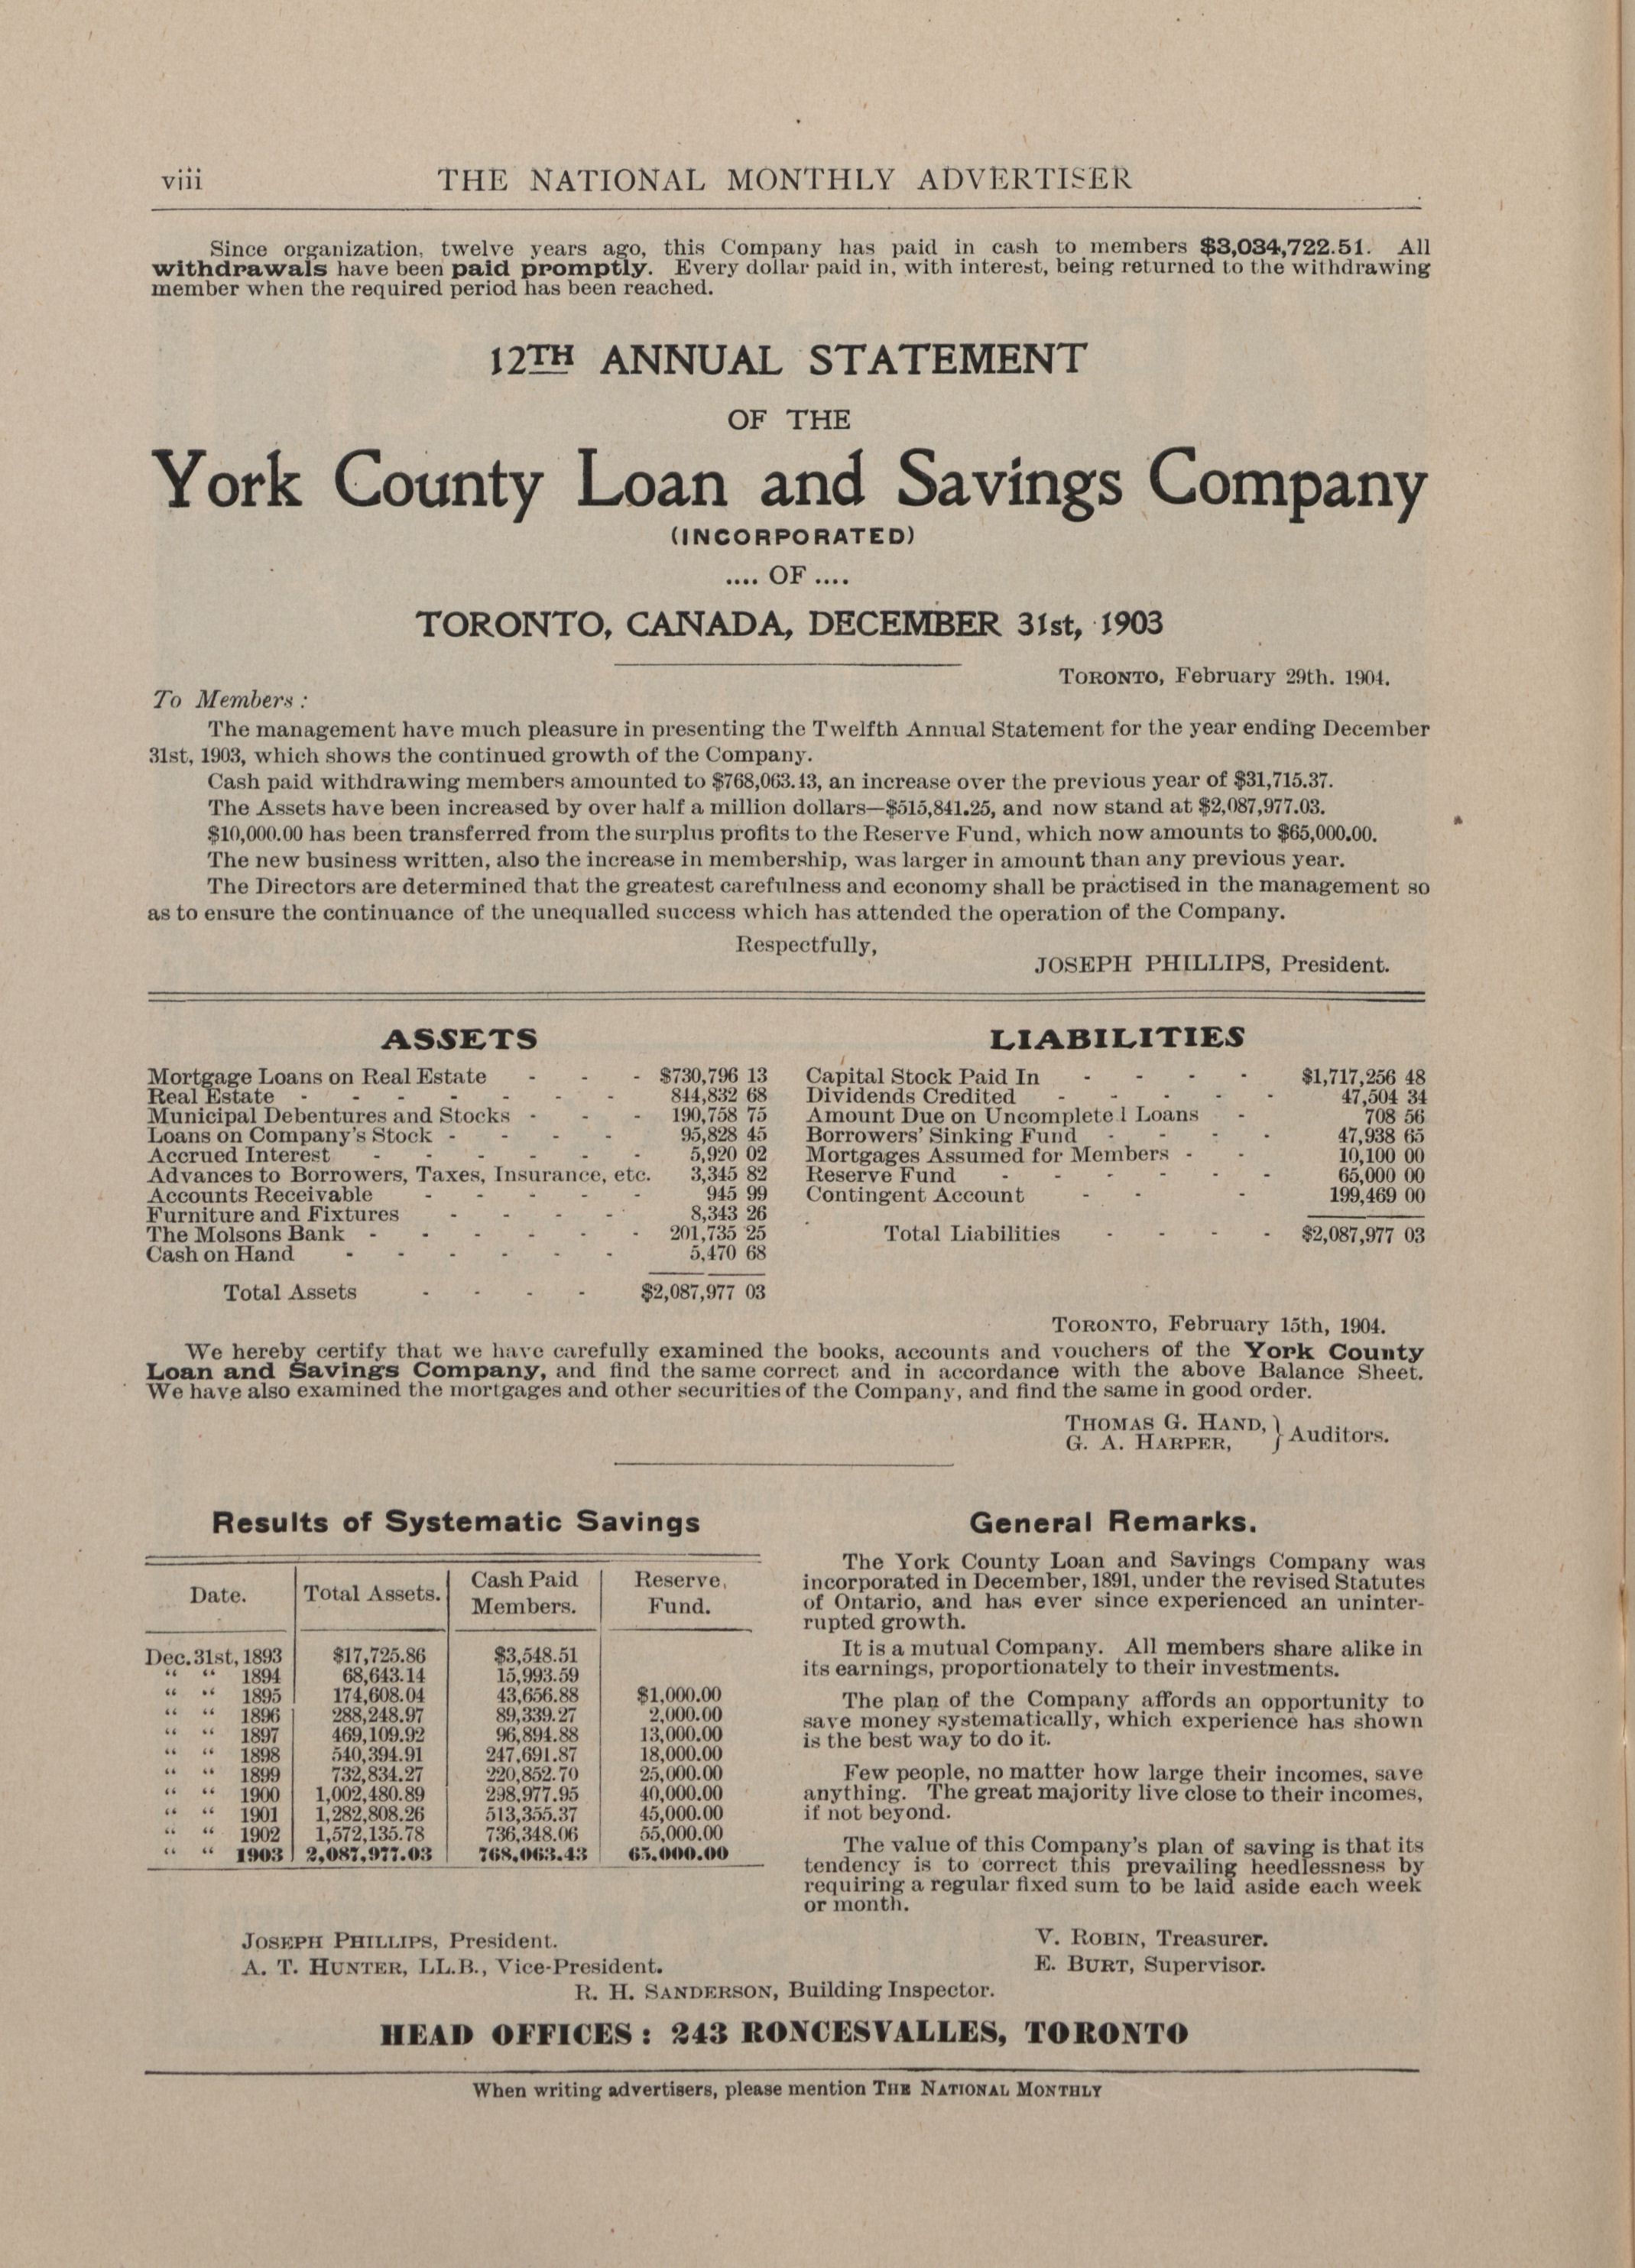 viii THE NATIONAL MONTHLY ADVERTISER
Since organization, twelve years ago, this Company has paid in cash to members $3,034,722.51. All
withdrawals have been paid promptly. Every dollar paid in, with interest, being returned to the withdrawing
member when the required period has been reached.
12TH ANNUAL STATEMENT
OF THE
York County Loan and Savings Company
(INCORPORATED)
.... OF ....
TORONTO, CANADA, DECEMBER 31st, 1903
TORONTO, February 29th. 1904.
To Members:
The management have much pleasure in presenting the Twelfth Annual Statement for the year ending December
31st, 1903, which shows the continued growth of the Company.
Cash paid withdrawing members amounted to $768,063.43, an increase over the previous year of $31,715.37.
The Assets have been increased by over half a million dollars—$515,841.25, and now stand at $2,087,977.03.
$10,000.00 has been transferred from the surplus profits to the Reserve Fund, which now amounts to $65,000.00.
The new business written, also the increase in membership, was larger in amount than any previous year.
The Directors are determined that the greatest carefulness and economy shall be practised in the management so
as to ensure the continuance of the unequalled success which has attended the operation of the Company.
Respectfully,
JOSEPH PHILLIPS, President.
ASSETS
Mortgage Loans on Real Estate - - - $730,796 13
Real Estate - - - - - - - 844,832 68
Municipal Debentures and Stocks - - - 190,758 75
Loans on Company's Stock - - - - 95,828 45
Accrued Interest - - - - - - 5,920 02
Advances to Borrowers, Taxes, Insurance, etc. 3,345 82
Accounts Receivable - - - - - 945 99
Furniture and Fixtures - - - - 8,343 26
The Molsons Bank - - - - - - 201,735 25
Cash on Hand - - - - - - 5,470 68
Total Assets - - - - $2,087,977 03
LIABILITIES
Capital Stock Paid In - - - - $1,717,256 48
Dividends Credited - - - - - 47,504 34
Amount Due on Uncompleted Loans - 708 56
Borrowers' Sinking Fund - - - - 47,938 65
Mortgages Assumed for Members - - 10,100 00
Reserve Fund - - - - - - 65,000 00
Contingent Account - - - 199,469 00
Total Liabilities - - - - $2,087,977 03
TORONTO, February 15th, 1904.
We hereby certify that we have carefully examined the books, accounts and vouchers of the York County
Loan and Savings Company, and find the same correct and in accordance with the above Balance Sheet.
We have also examined the mortgages and other securities of the Company, and find the same in good order.
THOMAS G. HAND, } Auditors.
G. A. HARPER,
Results of Systematic Savings
Date. Total Assets. Cash Paid Members. Reserve, Fund.
Dec. 31st, 1893 $17,725.86 $3,548.51
" " 1894 68,643.14 15,993.59
" " 1895 174,608.04 43,656.88 $1,000.00
" " 1896 288,248.97 89,339.27 2,000.00
" " 1897 469,109.92 96,894.88 13,000.00
" " 1898 540,394.91 247,691.87 18,000.00
" " 1899 732,834.27 220,852.70 25,000.00
" " 1900 1,002,480.89 298,977.95 40,000.00
" " 1901 1,282,808.26 513,355.37 45,000.00
" " 1902 1,572,135.78 736,348.06 55,000.00
" " 1903 2,087,977.03 768,063.43 65,000.00
General Remarks.
The York County Loan and Savings Company was
incorporated in December, 1891, under the revised Statutes
of Ontario, and has ever since experienced an uninter-
rupted growth.
It is a mutual Company. All members share alike in
its earnings, proportionately to their investments.
The plan of the Company affords an opportunity to
save money systematically, which experience has shown
is the best way to do it.
Few people, no matter how large their incomes, save
anything. The great majority live close to their incomes,
if not beyond.
The value of this Company's plan of saving is that its
tendency is to correct this prevailing heedlessness by
requiring a regular fixed sum to be laid aside each week
or month.
JOSEPH PHILLIPS, President.
A. T. HUNTER, LL.B., Vice-President.
V. ROBIN, Treasurer.
E. BURT, Supervisor.
R. H. SANDERSON, Building Inspector.
HEAD OFFICES: 243 RONCESVALLES, TORONTO
When writing advertisers, please mention THE NATIONAL MONTHLY